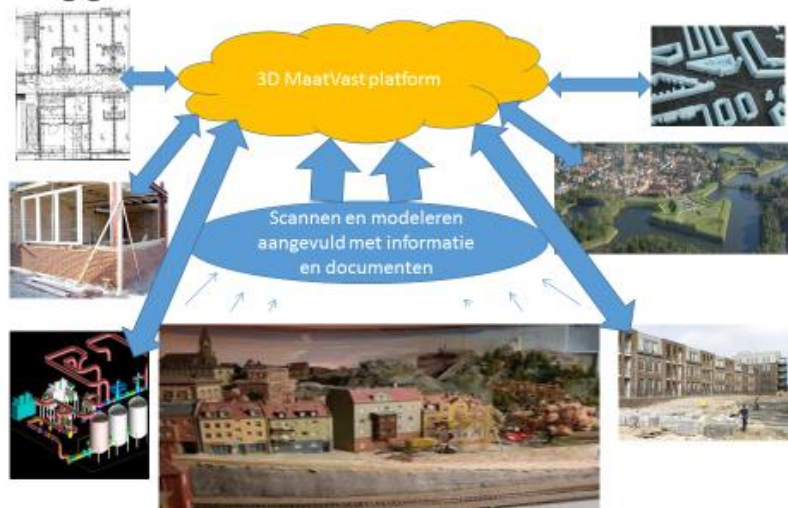 3D MaatVast platform
Scannen en modeleren
aangevuld met informatie
en documenten